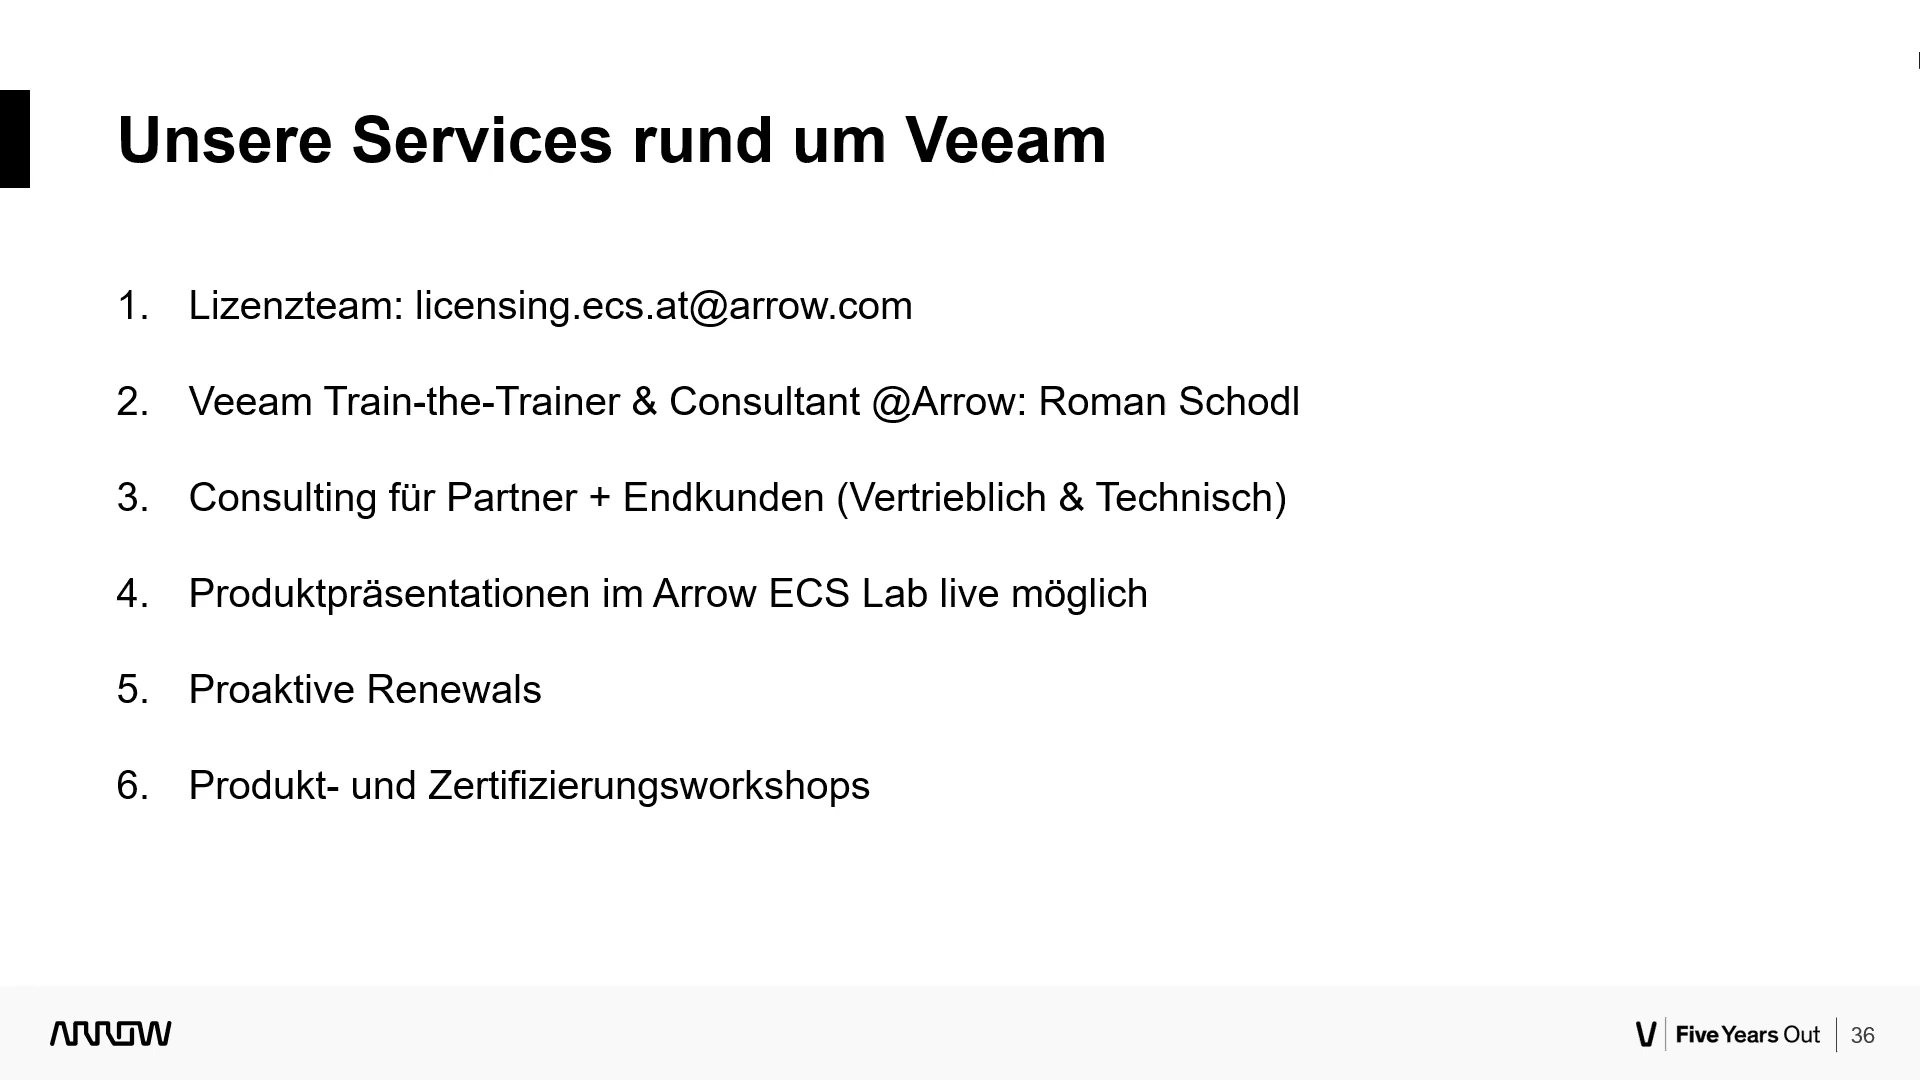 Unsere Services rund um Veeam
1. Lizenzteam: licensing.ecs.at@arrow.com
2. Veeam Train-the-Trainer & Consultant @Arrow: Roman Schodl
3. Consulting für Partner + Endkunden (Vertrieblich & Technisch)
4. Produktpräsentationen im Arrow ECS Lab live möglich
5. Proaktive Renewals
6. Produkt- und Zertifizierungsworkshops
ARROW
Five Years Out 36